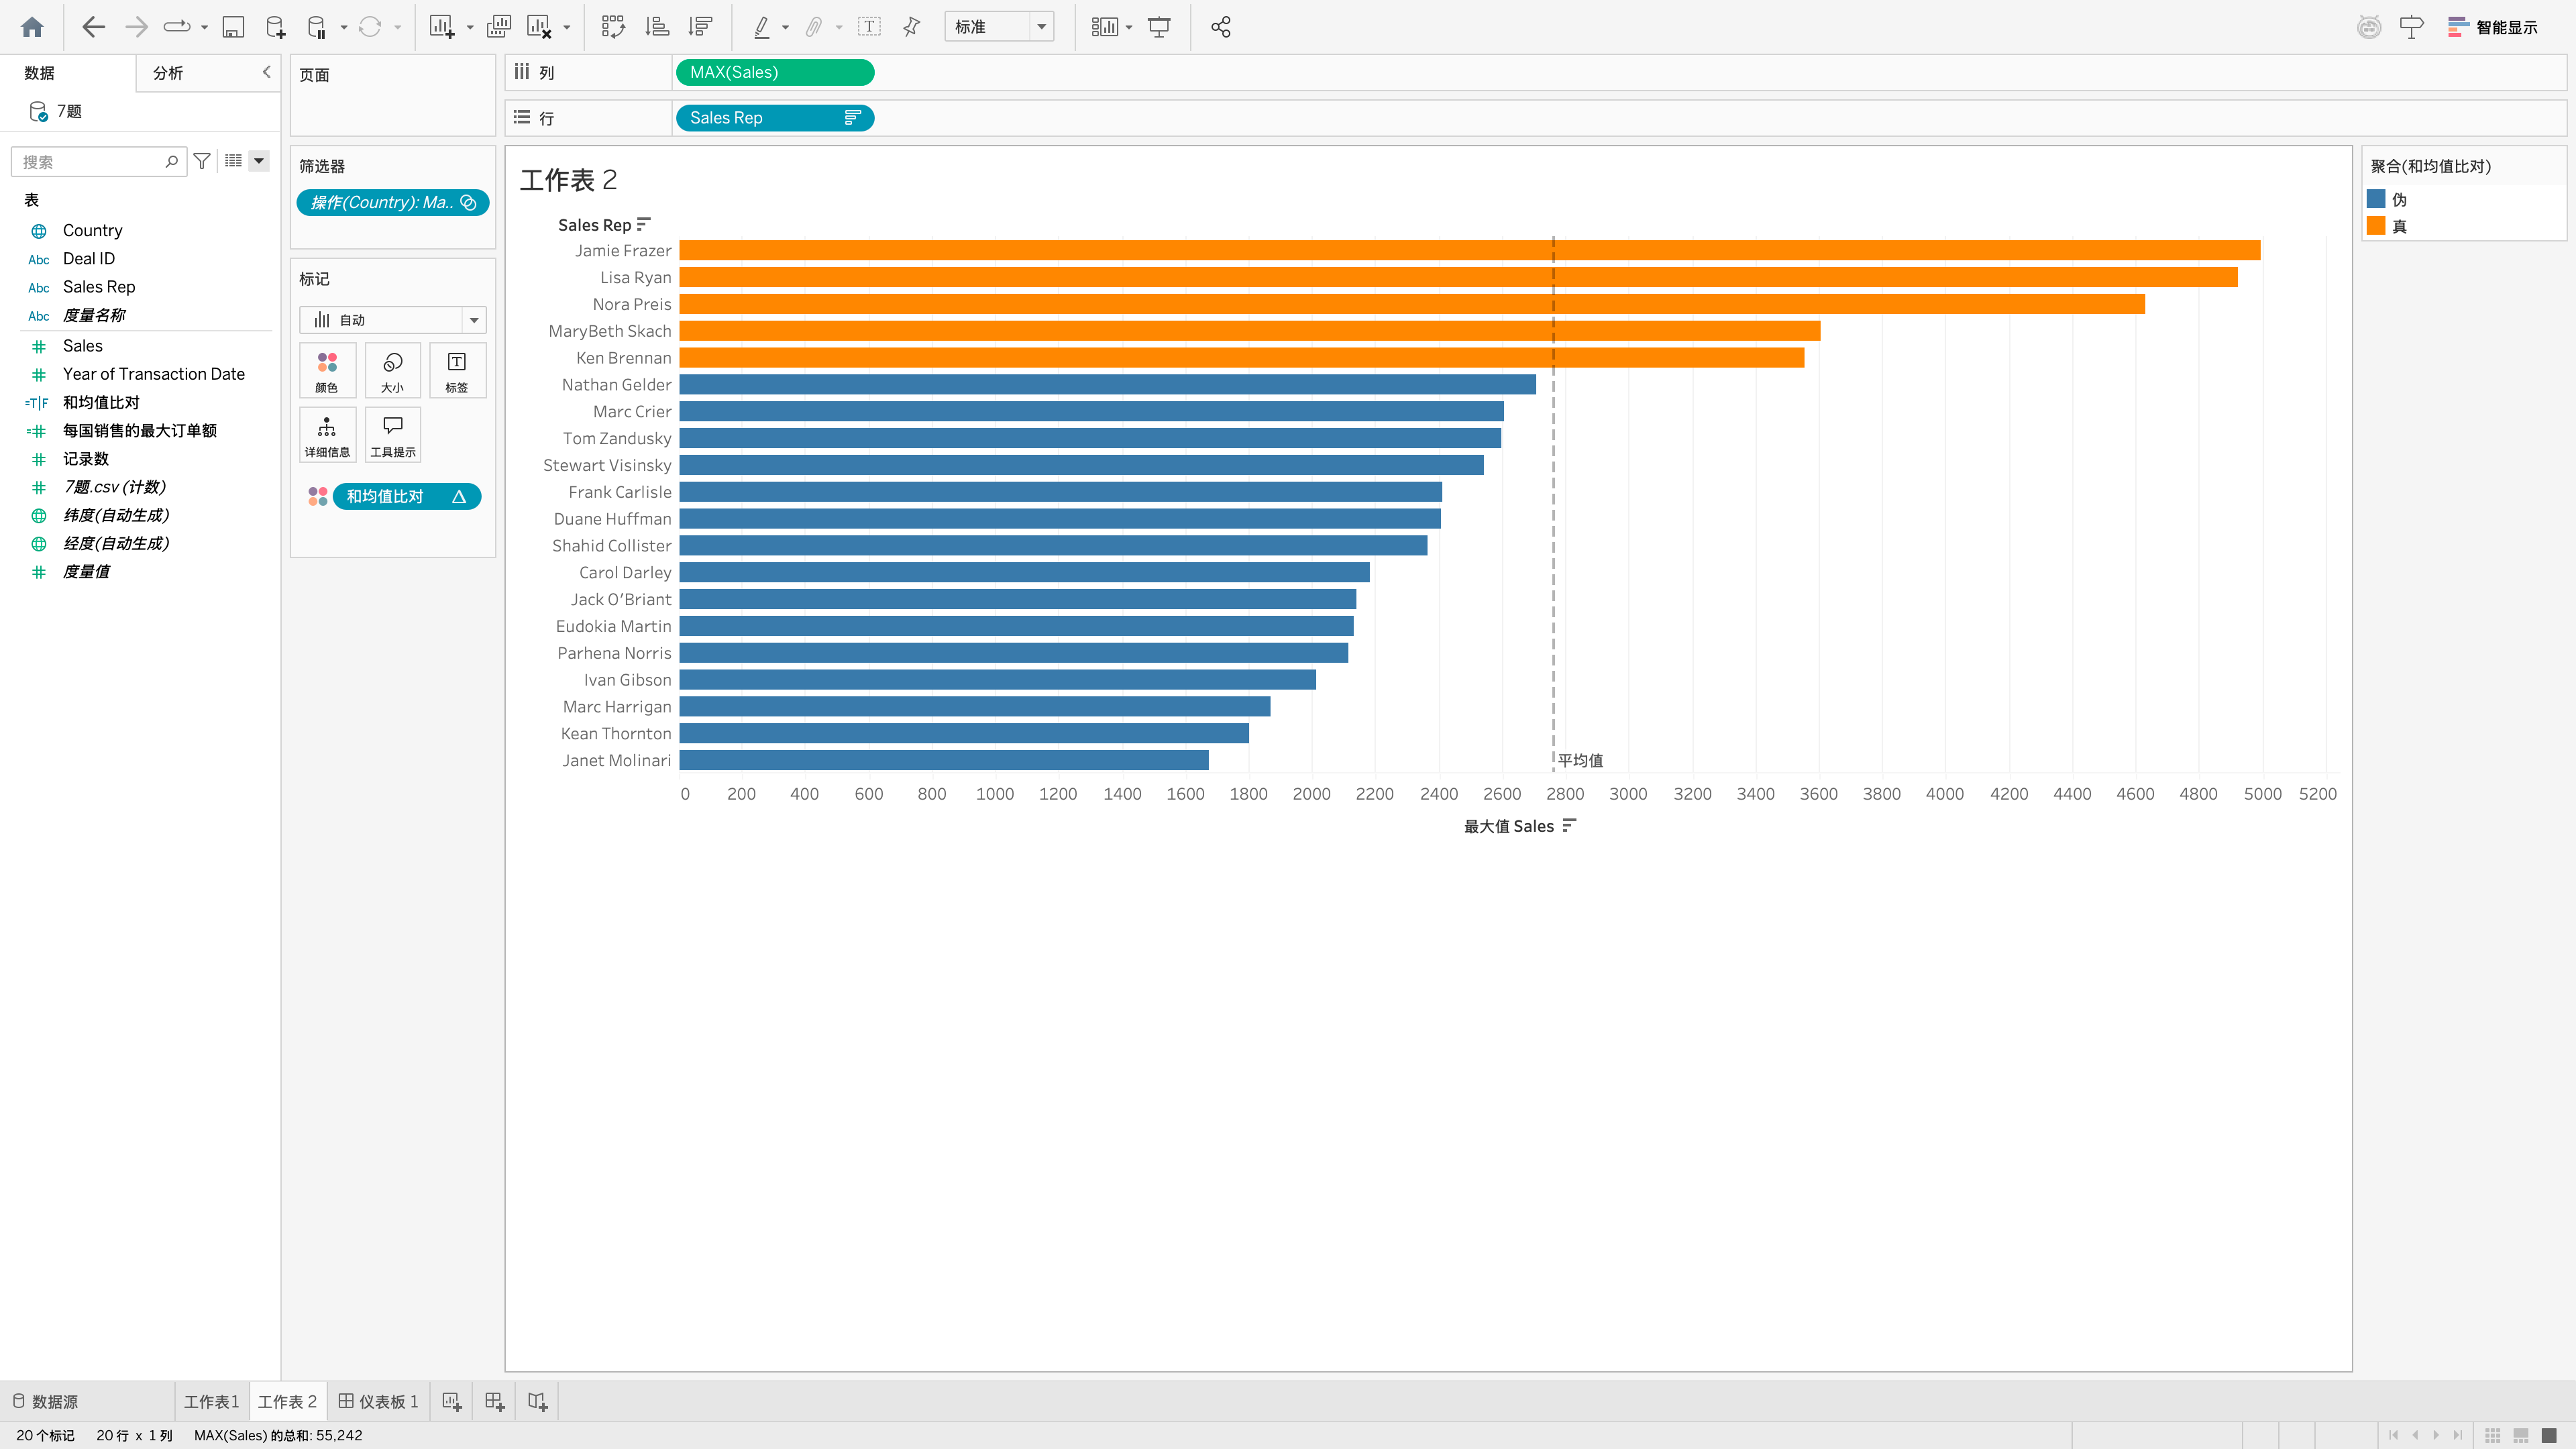 标准
智能显示
数据
分析
7题
搜索
表
Country
Abc Deal ID
Abc Sales Rep
Abc 度量名称
Sales
Year of Transaction Date
=T|F 和均值比对
=# 每国销售的最大订单额
记录数
7题.csv (计数)
纬度(自动生成)
经度(自动生成)
度量值
页面
筛选器
操作(Country): Ma..
标记
自动
颜色
大小
标签
详细信息
工具提示
和均值比对
列
MAX(Sales)
行
Sales Rep
工作表 2
Sales Rep
Jamie Frazer
Lisa Ryan
Nora Preis
MaryBeth Skach
Ken Brennan
Nathan Gelder
Marc Crier
Tom Zandusky
Stewart Visinsky
Frank Carlisle
Duane Huffman
Shahid Collister
Carol Darley
Jack O'Briant
Eudokia Martin
Parhena Norris
Ivan Gibson
Marc Harrigan
Kean Thornton
Janet Molinari
平均值
0 200 400 600 800 1000 1200 1400 1600 1800 2000 2200 2400 2600 2800 3000 3200 3400 3600 3800 4000 4200 4400 4600 4800 5000 5200
最大值 Sales
聚合(和均值比对)
伪
真
数据源
工作表1
工作表 2
仪表板 1
20 个标记 20 行 x 1 列 MAX(Sales) 的总和: 55,242